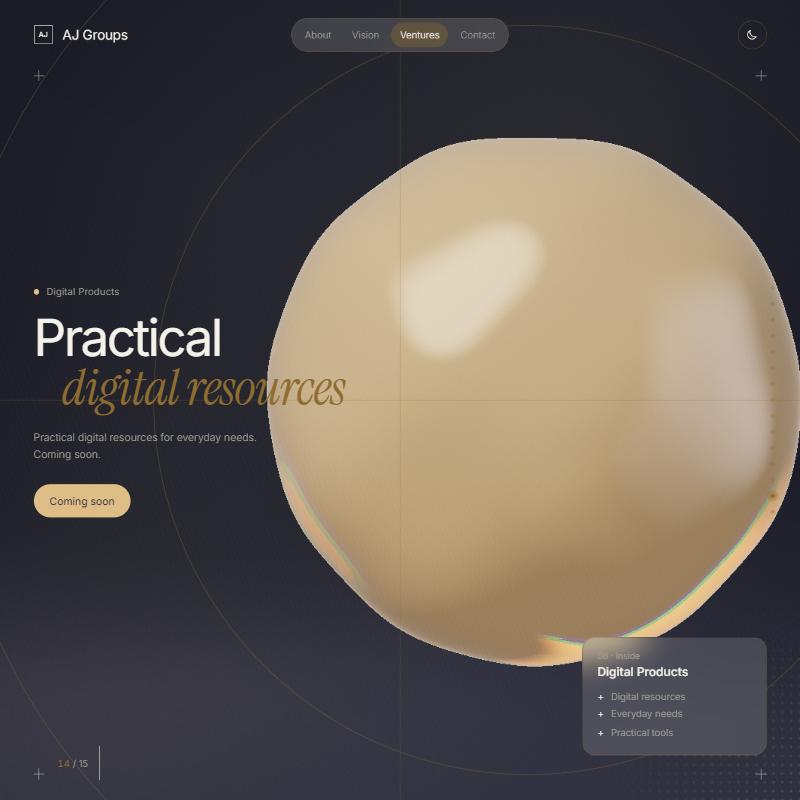 AJ
AJ Groups
About
Vision
Ventures
Contact
Digital Products
Practical
digital resources
Practical digital resources for everyday needs.
Coming soon.
Coming soon
· Inside
Digital Products
+ Digital resources
+ Everyday needs
+ Practical tools
14 / 15